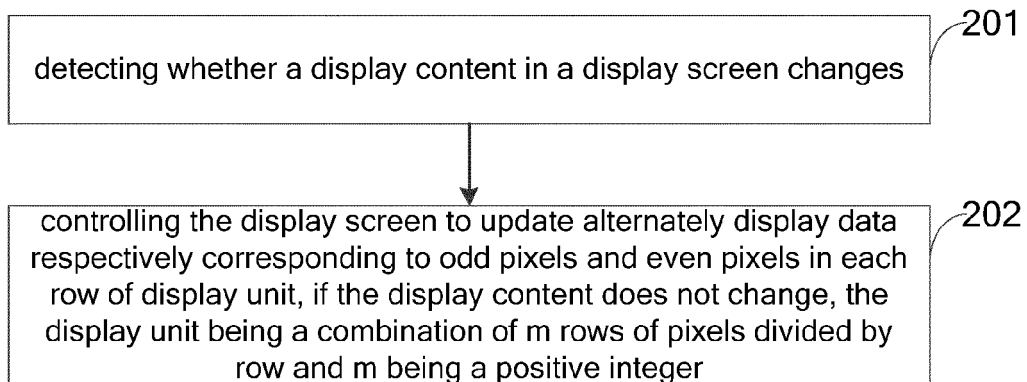 201
detecting whether a display content in a display screen changes
202
controlling the display screen to update alternately display data
respectively corresponding to odd pixels and even pixels in each
row of display unit, if the display content does not change, the
display unit being a combination of m rows of pixels divided by
row and m being a positive integer